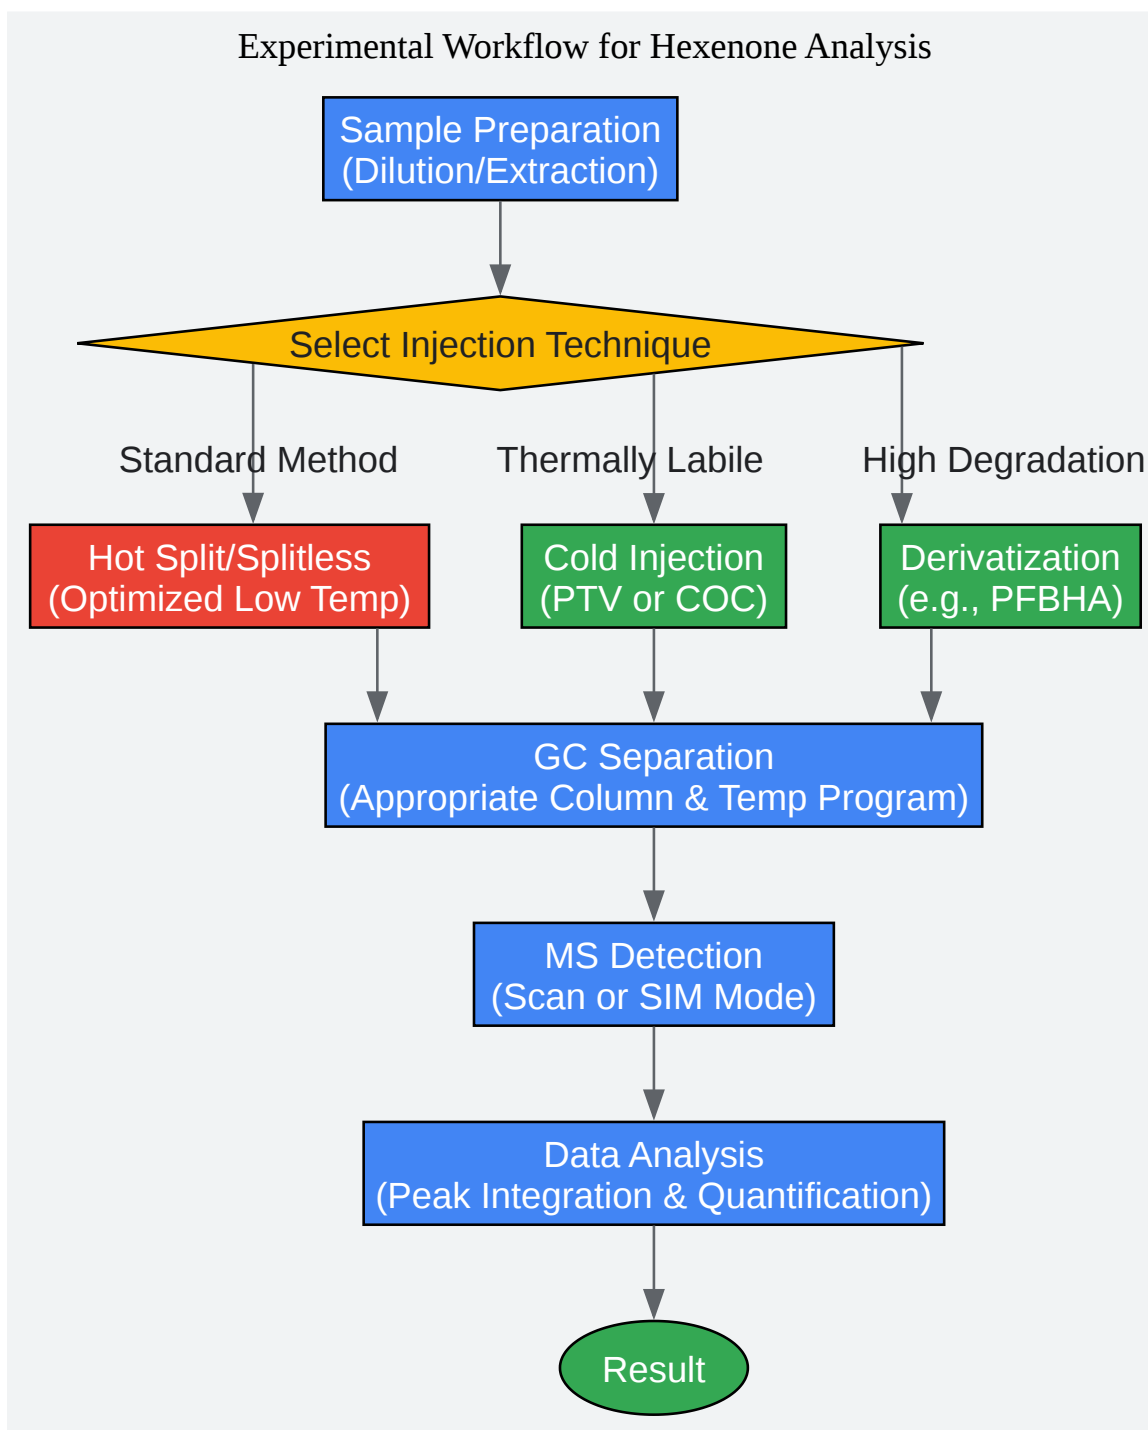 Experimental Workflow for Hexenone Analysis
Sample Preparation
(Dilution/Extraction)
Select Injection Technique
Standard Method
Thermally Labile
High Degradation
Hot Split/Splitless
(Optimized Low Temp)
Cold Injection
(PTV or COC)
Derivatization
(e.g., PFBHA)
GC Separation
(Appropriate Column & Temp Program)
MS Detection
(Scan or SIM Mode)
Data Analysis
(Peak Integration & Quantification)
Result